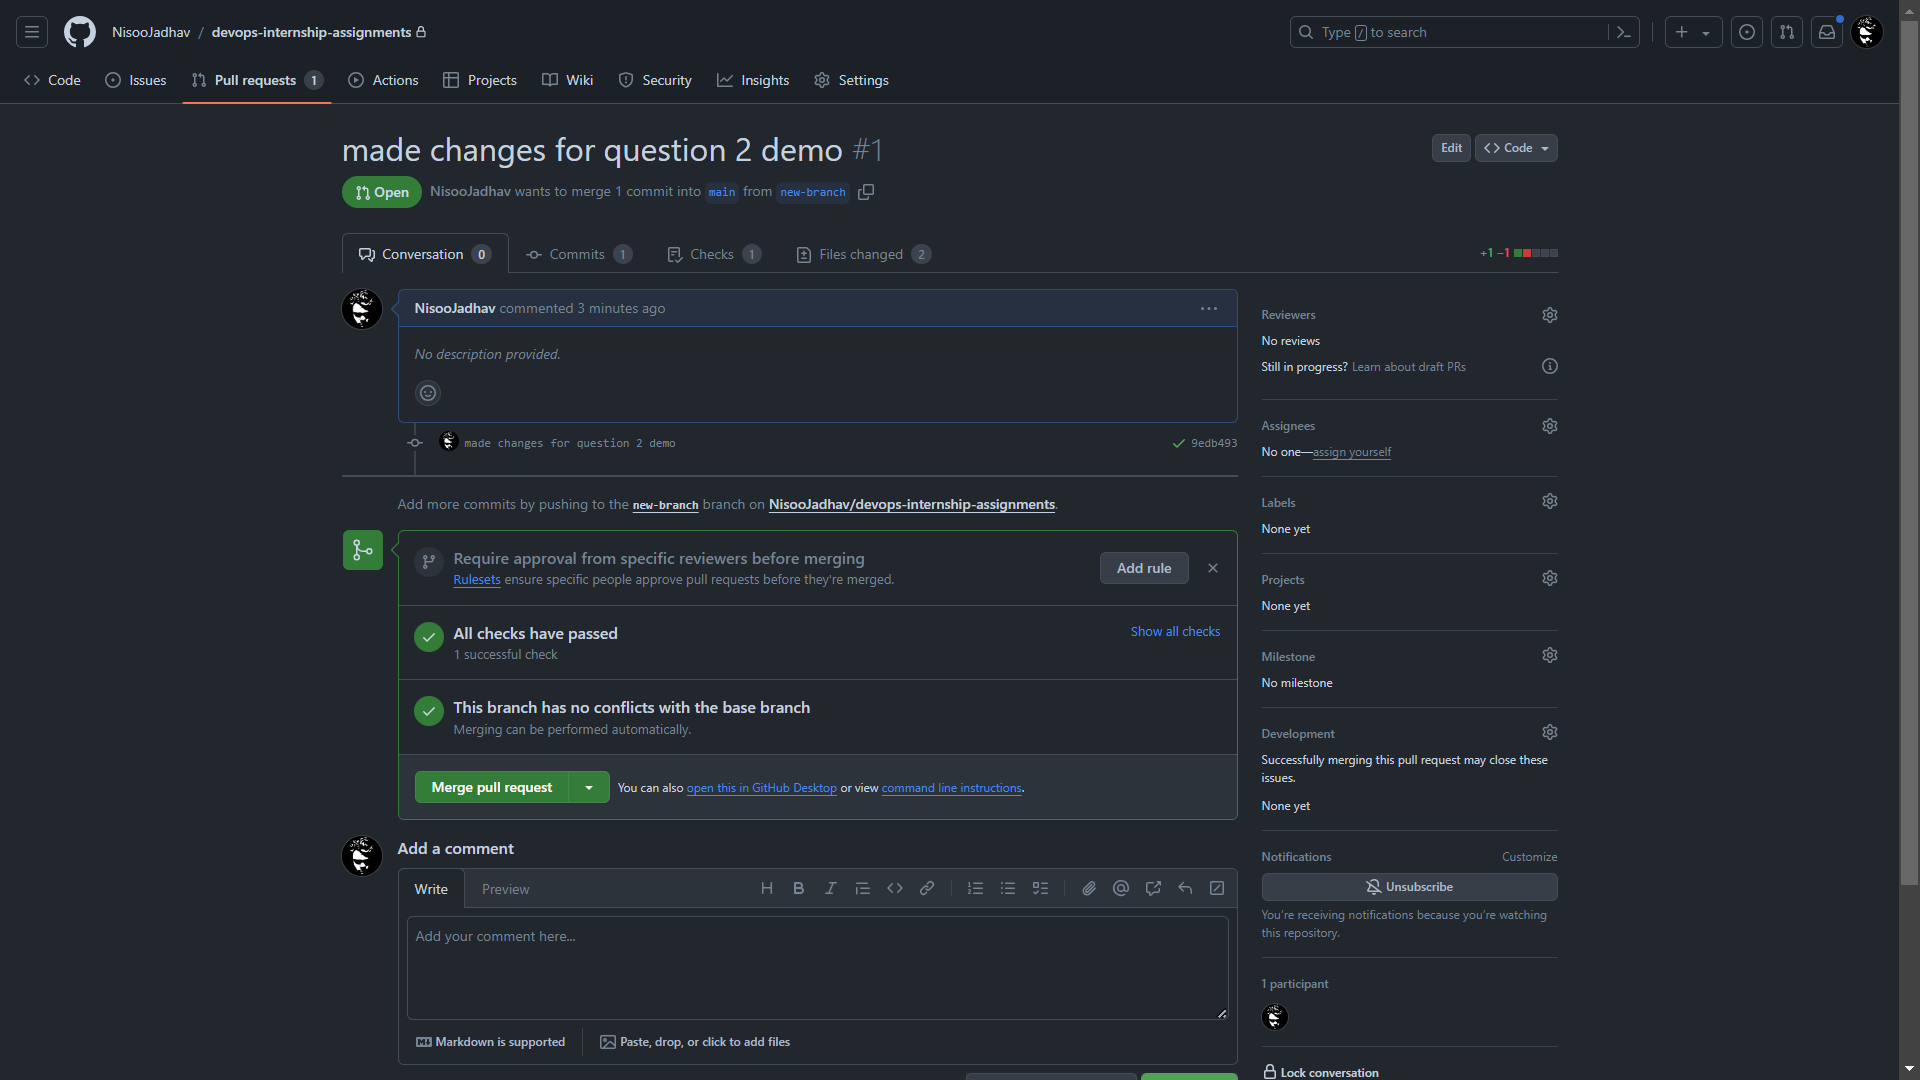 NisooJadhav / devops-internship-assignments
Type / to search
Code
Issues
Pull requests 1
Actions
Projects
Wiki
Security
Insights
Settings
made changes for question 2 demo #1
Edit
<> Code
Open
NisooJadhav wants to merge 1 commit into main from new-branch
Conversation 0
Commits 1
Checks 1
Files changed 2
+1 −1
NisooJadhav commented 3 minutes ago
No description provided.
made changes for question 2 demo
9edb493
Add more commits by pushing to the new-branch branch on NisooJadhav/devops-internship-assignments.
Require approval from specific reviewers before merging
Rulesets ensure specific people approve pull requests before they're merged.
Add rule
All checks have passed
1 successful check
Show all checks
This branch has no conflicts with the base branch
Merging can be performed automatically.
Merge pull request
You can also open this in GitHub Desktop or view command line instructions.
Add a comment
Write
Preview
Add your comment here...
Markdown is supported
Paste, drop, or click to add files
Reviewers
No reviews
Still in progress? Learn about draft PRs
Assignees
No one—assign yourself
Labels
None yet
Projects
None yet
Milestone
No milestone
Development
Successfully merging this pull request may close these
issues.
None yet
Notifications
Customize
Unsubscribe
You're receiving notifications because you're watching
this repository.
1 participant
Lock conversation